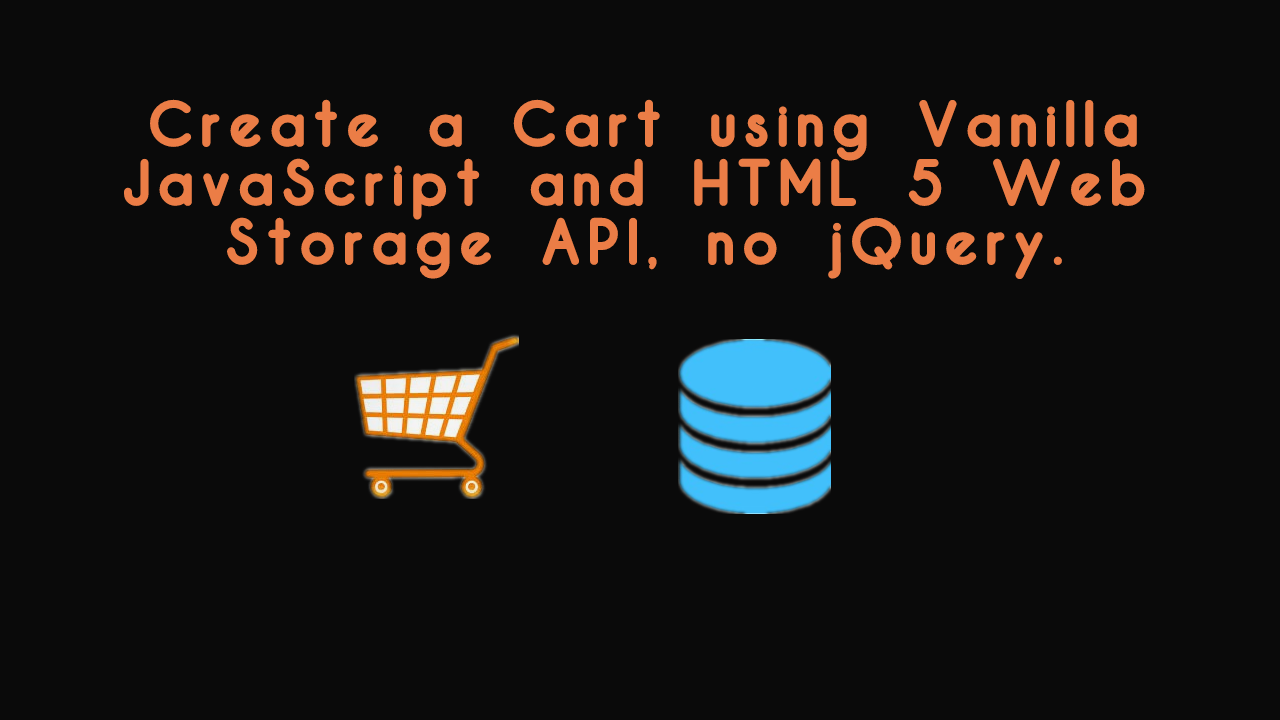 Create a Cart using Vanilla
JavaScript and HTML 5 Web
Storage API, no jQuery.